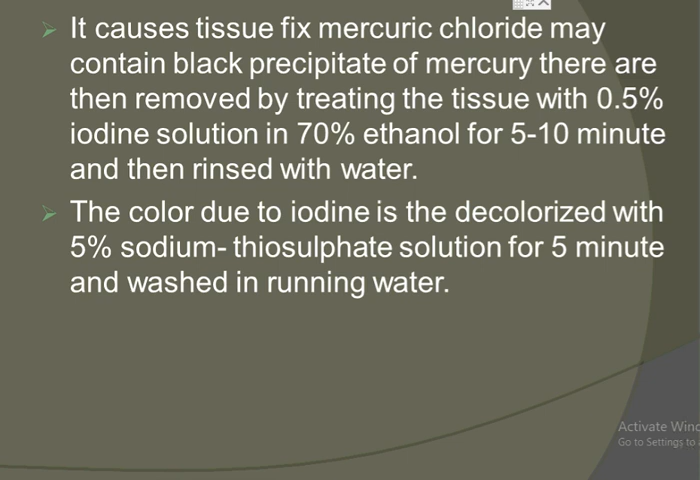 It causes tissue fix mercuric chloride may
contain black precipitate of mercury there are
then removed by treating the tissue with 0.5%
iodine solution in 70% ethanol for 5-10 minute
and then rinsed with water.
The color due to iodine is the decolorized with
5% sodium- thiosulphate solution for 5 minute
and washed in running water.
Activate Wind
Go to Settings to